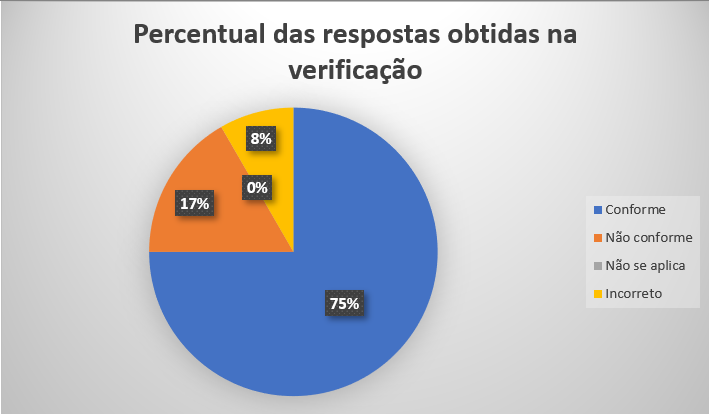 Percentual das respostas obtidas na
verificação
8%
0%
17%
75%
Conforme
Não conforme
Não se aplica
Incorreto